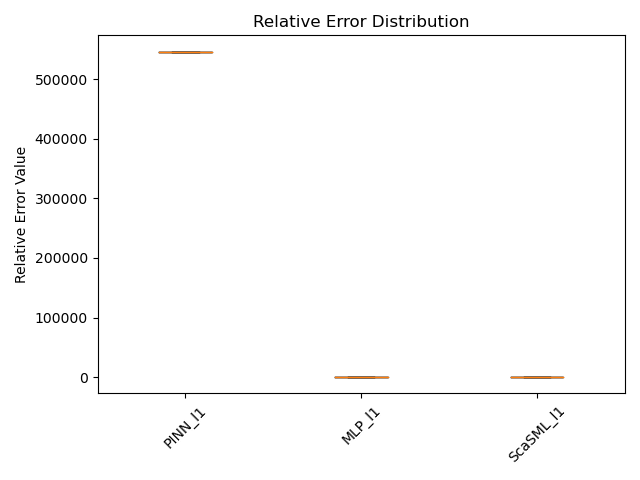 Relative Error Distribution
Relative Error Value
500000
400000
300000
200000
100000
0
PINN_l1
MLP_l1
ScaSML_l1